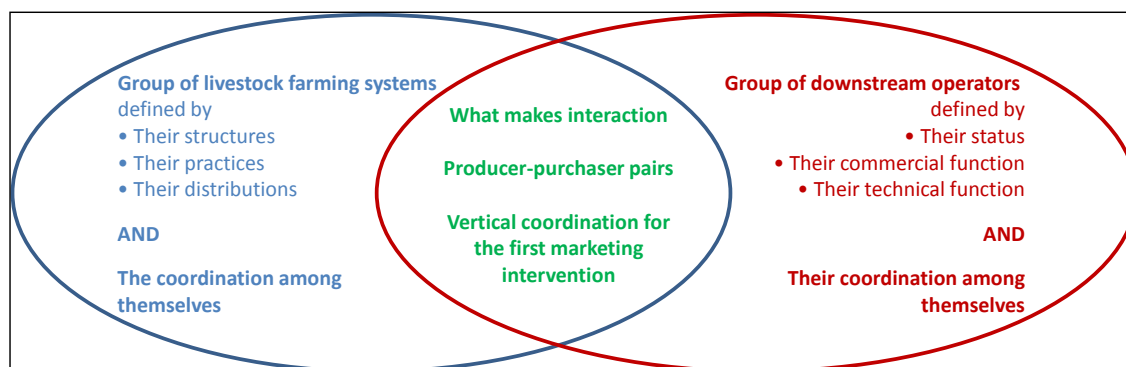 Group of livestock farming systems
defined by
• Their structures
• Their practices
• Their distributions
AND
The coordination among
themselves
What makes interaction
Producer-purchaser pairs
Vertical coordination for
the first marketing
intervention
Group of downstream operators
defined by
• Their status
• Their commercial function
• Their technical function
AND
Their coordination among
themselves